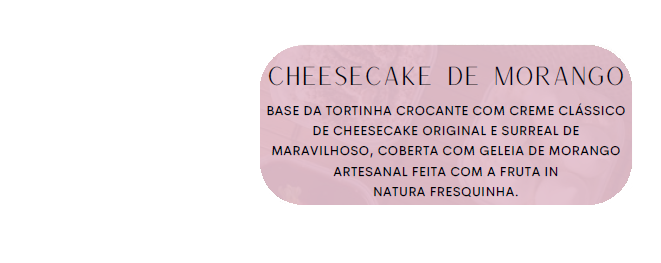 CHEESECAKE DE MORANGO
BASE DA TORTINHA CROCANTE COM CREME CLÁSSICO
DE CHEESECAKE ORIGINAL E SURREAL DE
MARAVILHOSO, COBERTA COM GELEIA DE MORANGO
ARTESANAL FEITA COM A FRUTA IN
NATURA FRESQUINHA.